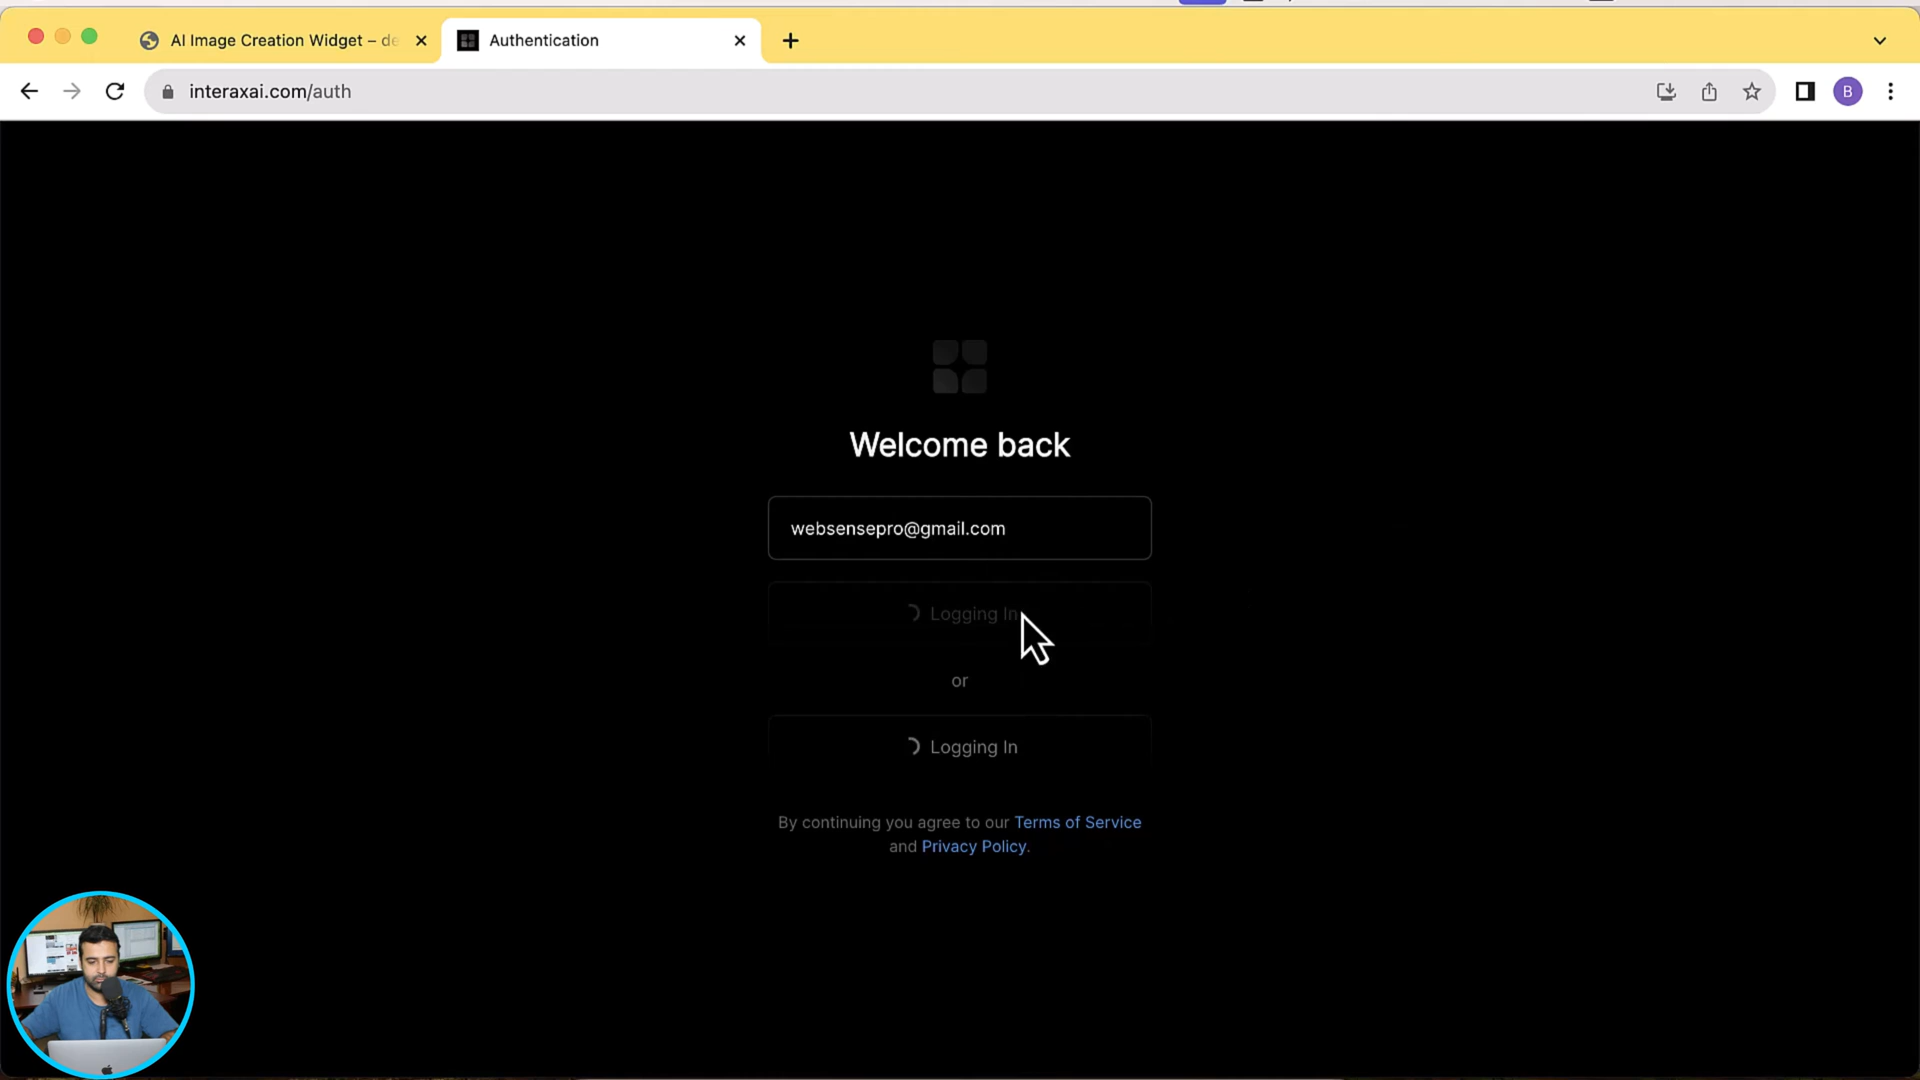 AI Image Creation Widget – de
Authentication
interaxai.com/auth
B
Welcome back
websensepro@gmail.com
Logging In
or
Logging In
By continuing you agree to our Terms of Service
and Privacy Policy.